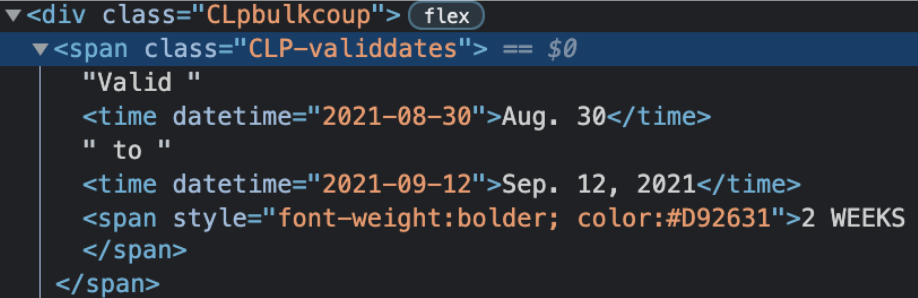 ▼<div class="CLpbulkcoup"> flex
▼<span class="CLP-validdates"> == $0
"Valid "
<time datetime="2021-08-30">Aug. 30</time>
" to "
<time datetime="2021-09-12">Sep. 12, 2021</time>
<span style="font-weight:bolder; color:#D92631">2 WEEKS
</span>
</span>